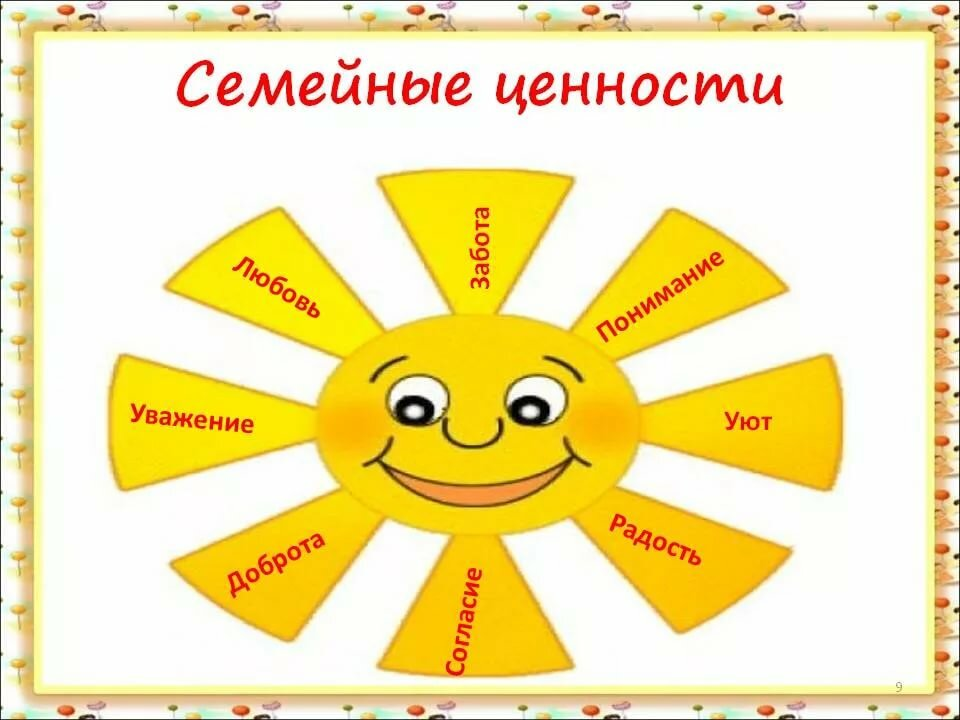 Семейные ценности
Забота
Понимание
Уют
Радость
Согласие
Доброта
Уважение
Любовь
9